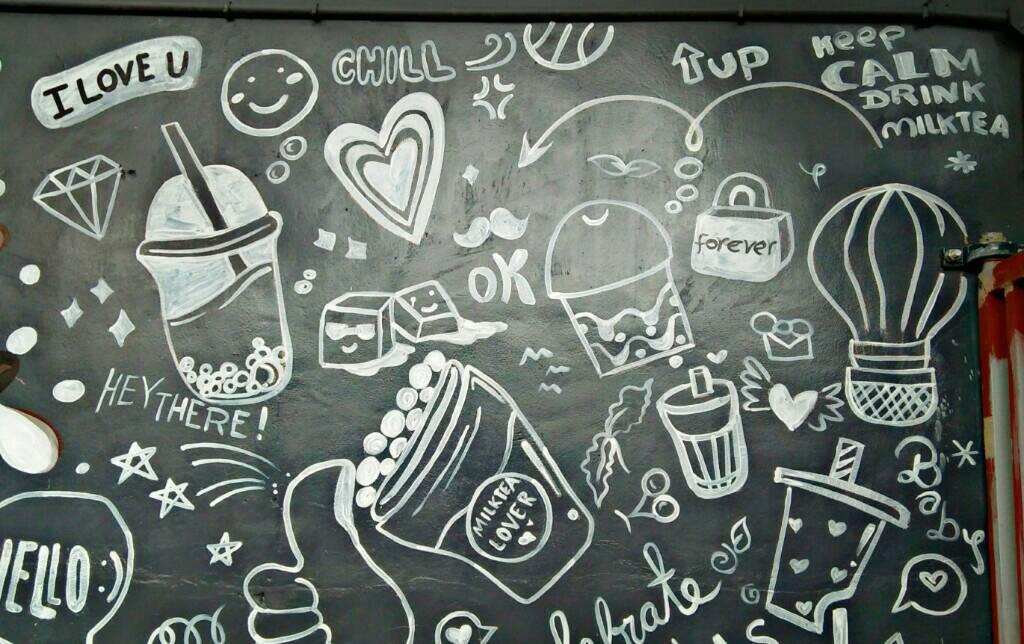 I LOVE U
CHILL
UP
Keep
CALM
DRINK
MILKTEA
forever
OK
HEY THERE!
MILKTEA
LOVER
Baby
HELLO :)